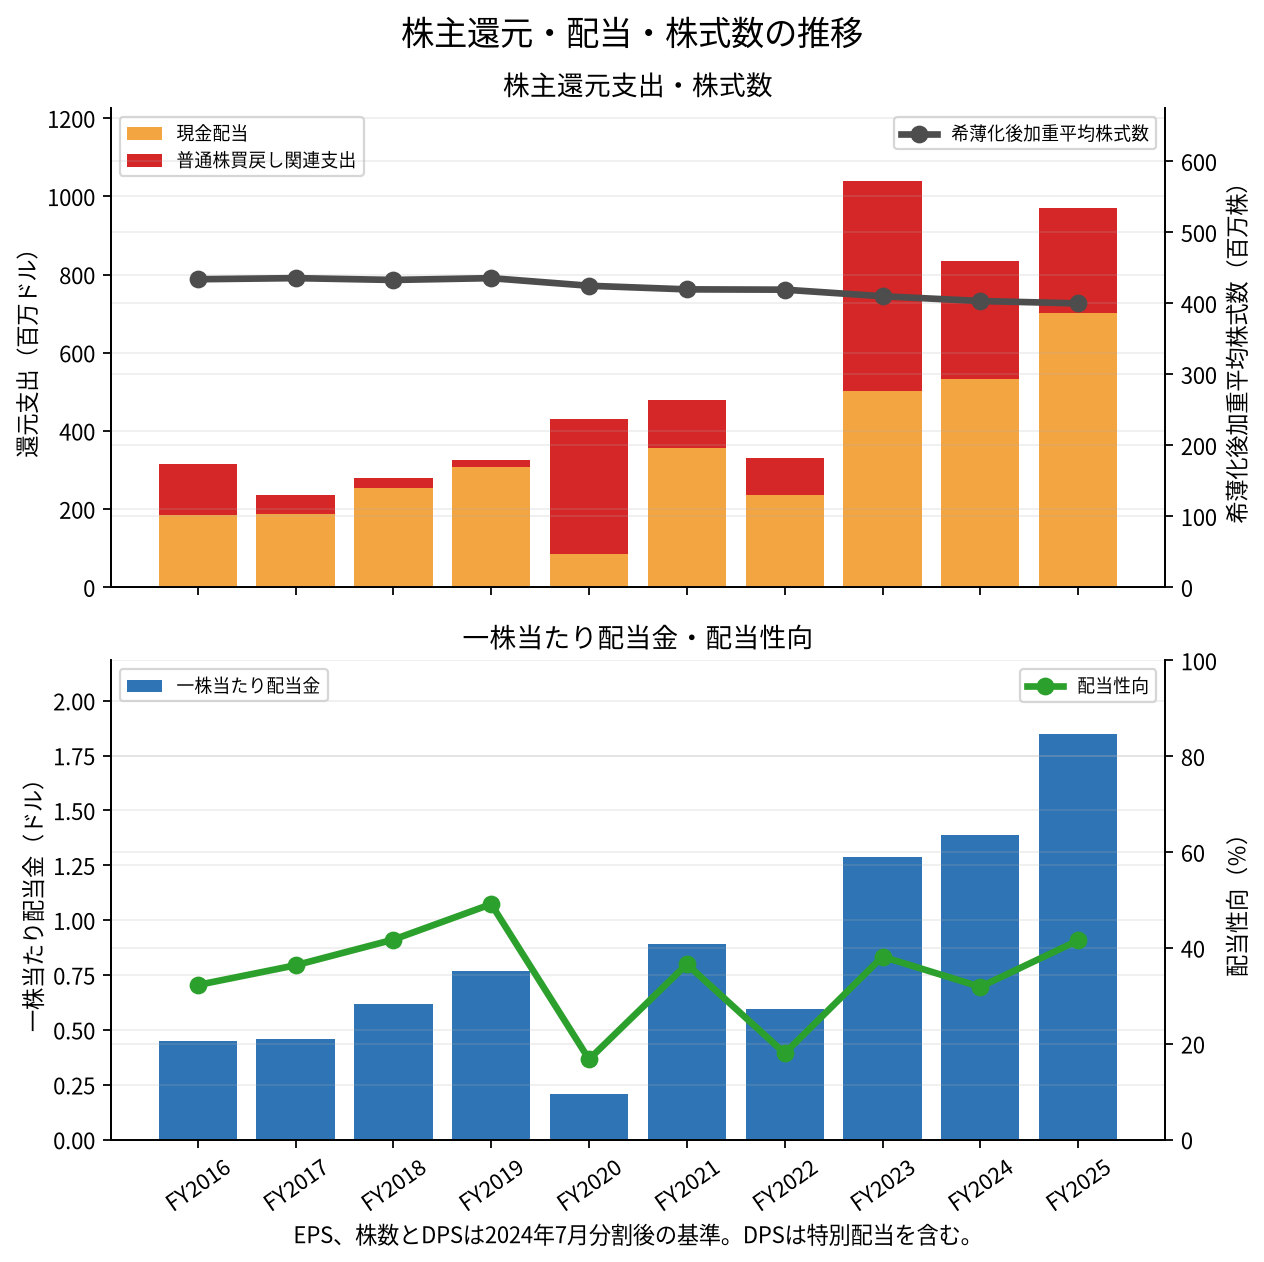 株主還元・配当・株式数の推移
株主還元支出・株式数
現金配当
普通株買戻し関連支出
希薄化後加重平均株式数
還元支出（百万ドル）
1200
1000
800
600
400
200
0
600
500
400
300
200
100
0
希薄化後加重平均株式数（百万株）
一株当たり配当金・配当性向
一株当たり配当金
配当性向
一株当たり配当金（ドル）
2.00
1.75
1.50
1.25
1.00
0.75
0.50
0.25
0.00
100
80
60
40
20
0
配当性向（%）
FY2016
FY2017
FY2018
FY2019
FY2020
FY2021
FY2022
FY2023
FY2024
FY2025
EPS、株数とDPSは2024年7月分割後の基準。DPSは特別配当を含む。